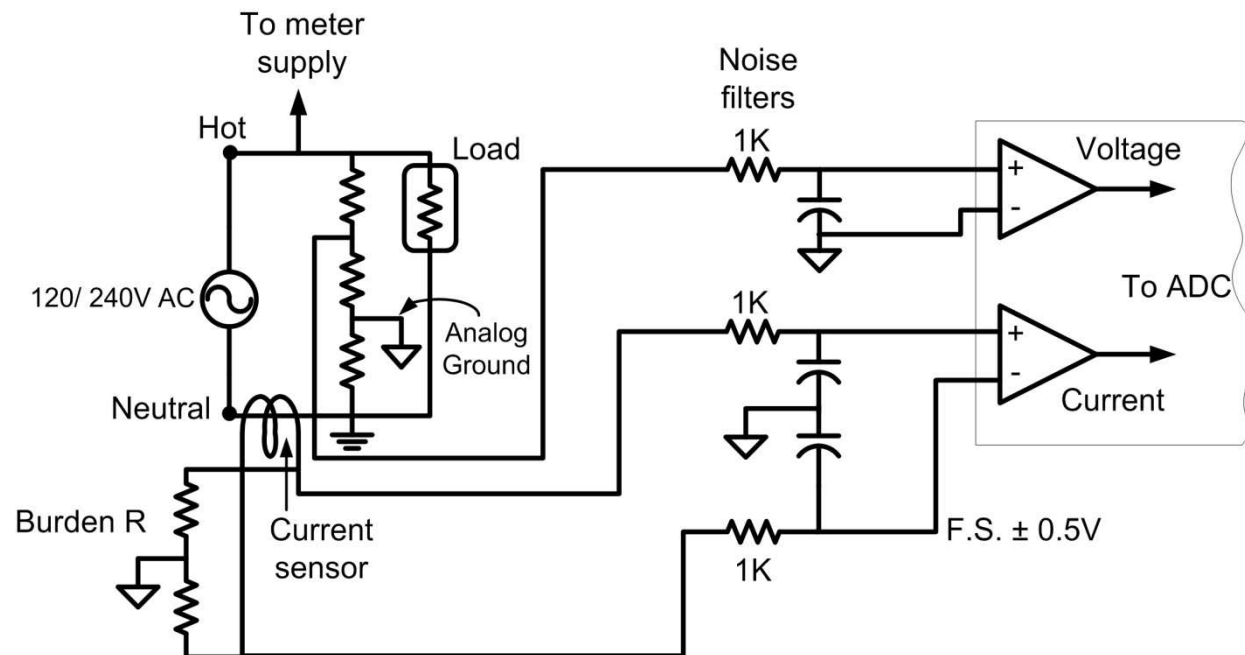 To meter
supply
Noise
filters
Hot
Load
1K
Voltage
+
-
120/ 240V AC
1K
To ADC
Analog
Ground
+
-
Neutral
Current
Burden R
Current
sensor
1K
F.S. ± 0.5V